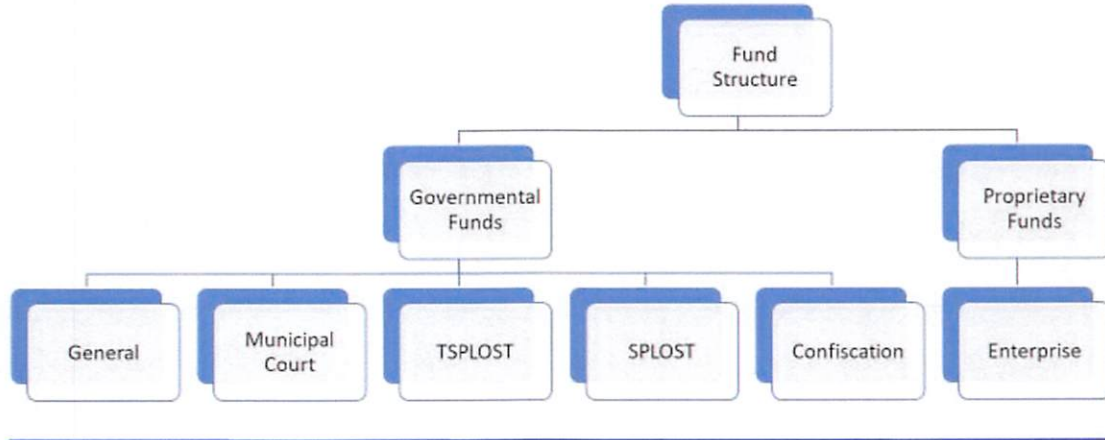 Fund
Structure
Governmental
Funds
Proprietary
Funds
General
Municipal
Court
TSPLOST
SPLOST
Confiscation
Enterprise